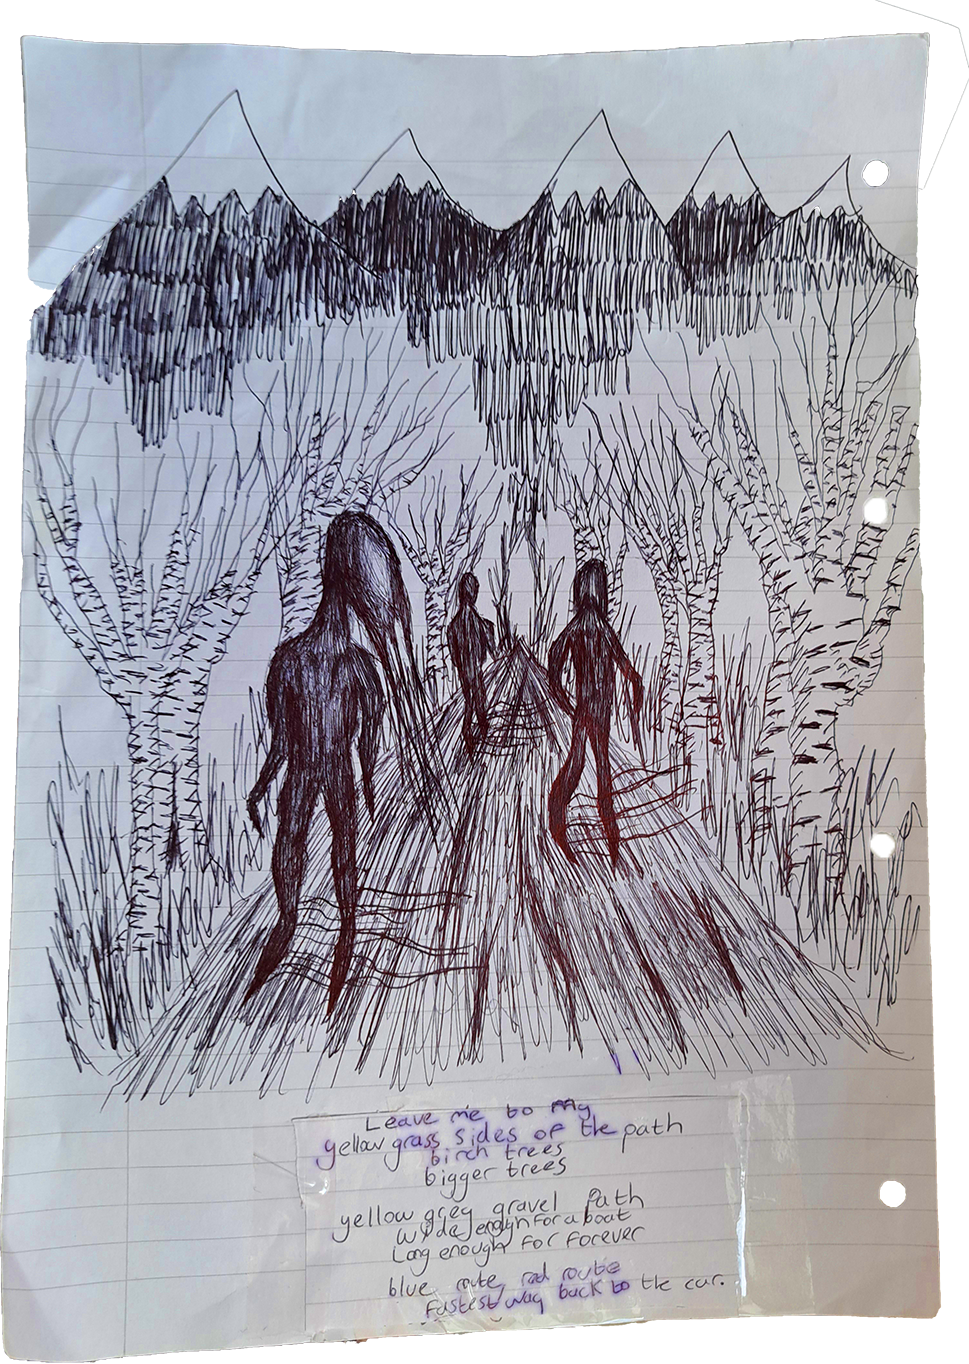 Leave me to my
yellow grass sides of the path
birch trees
bigger trees
yellow grey gravel Path
wide enough for a boat
Long enough for forever
blue route, red route
fastest way back to the car.